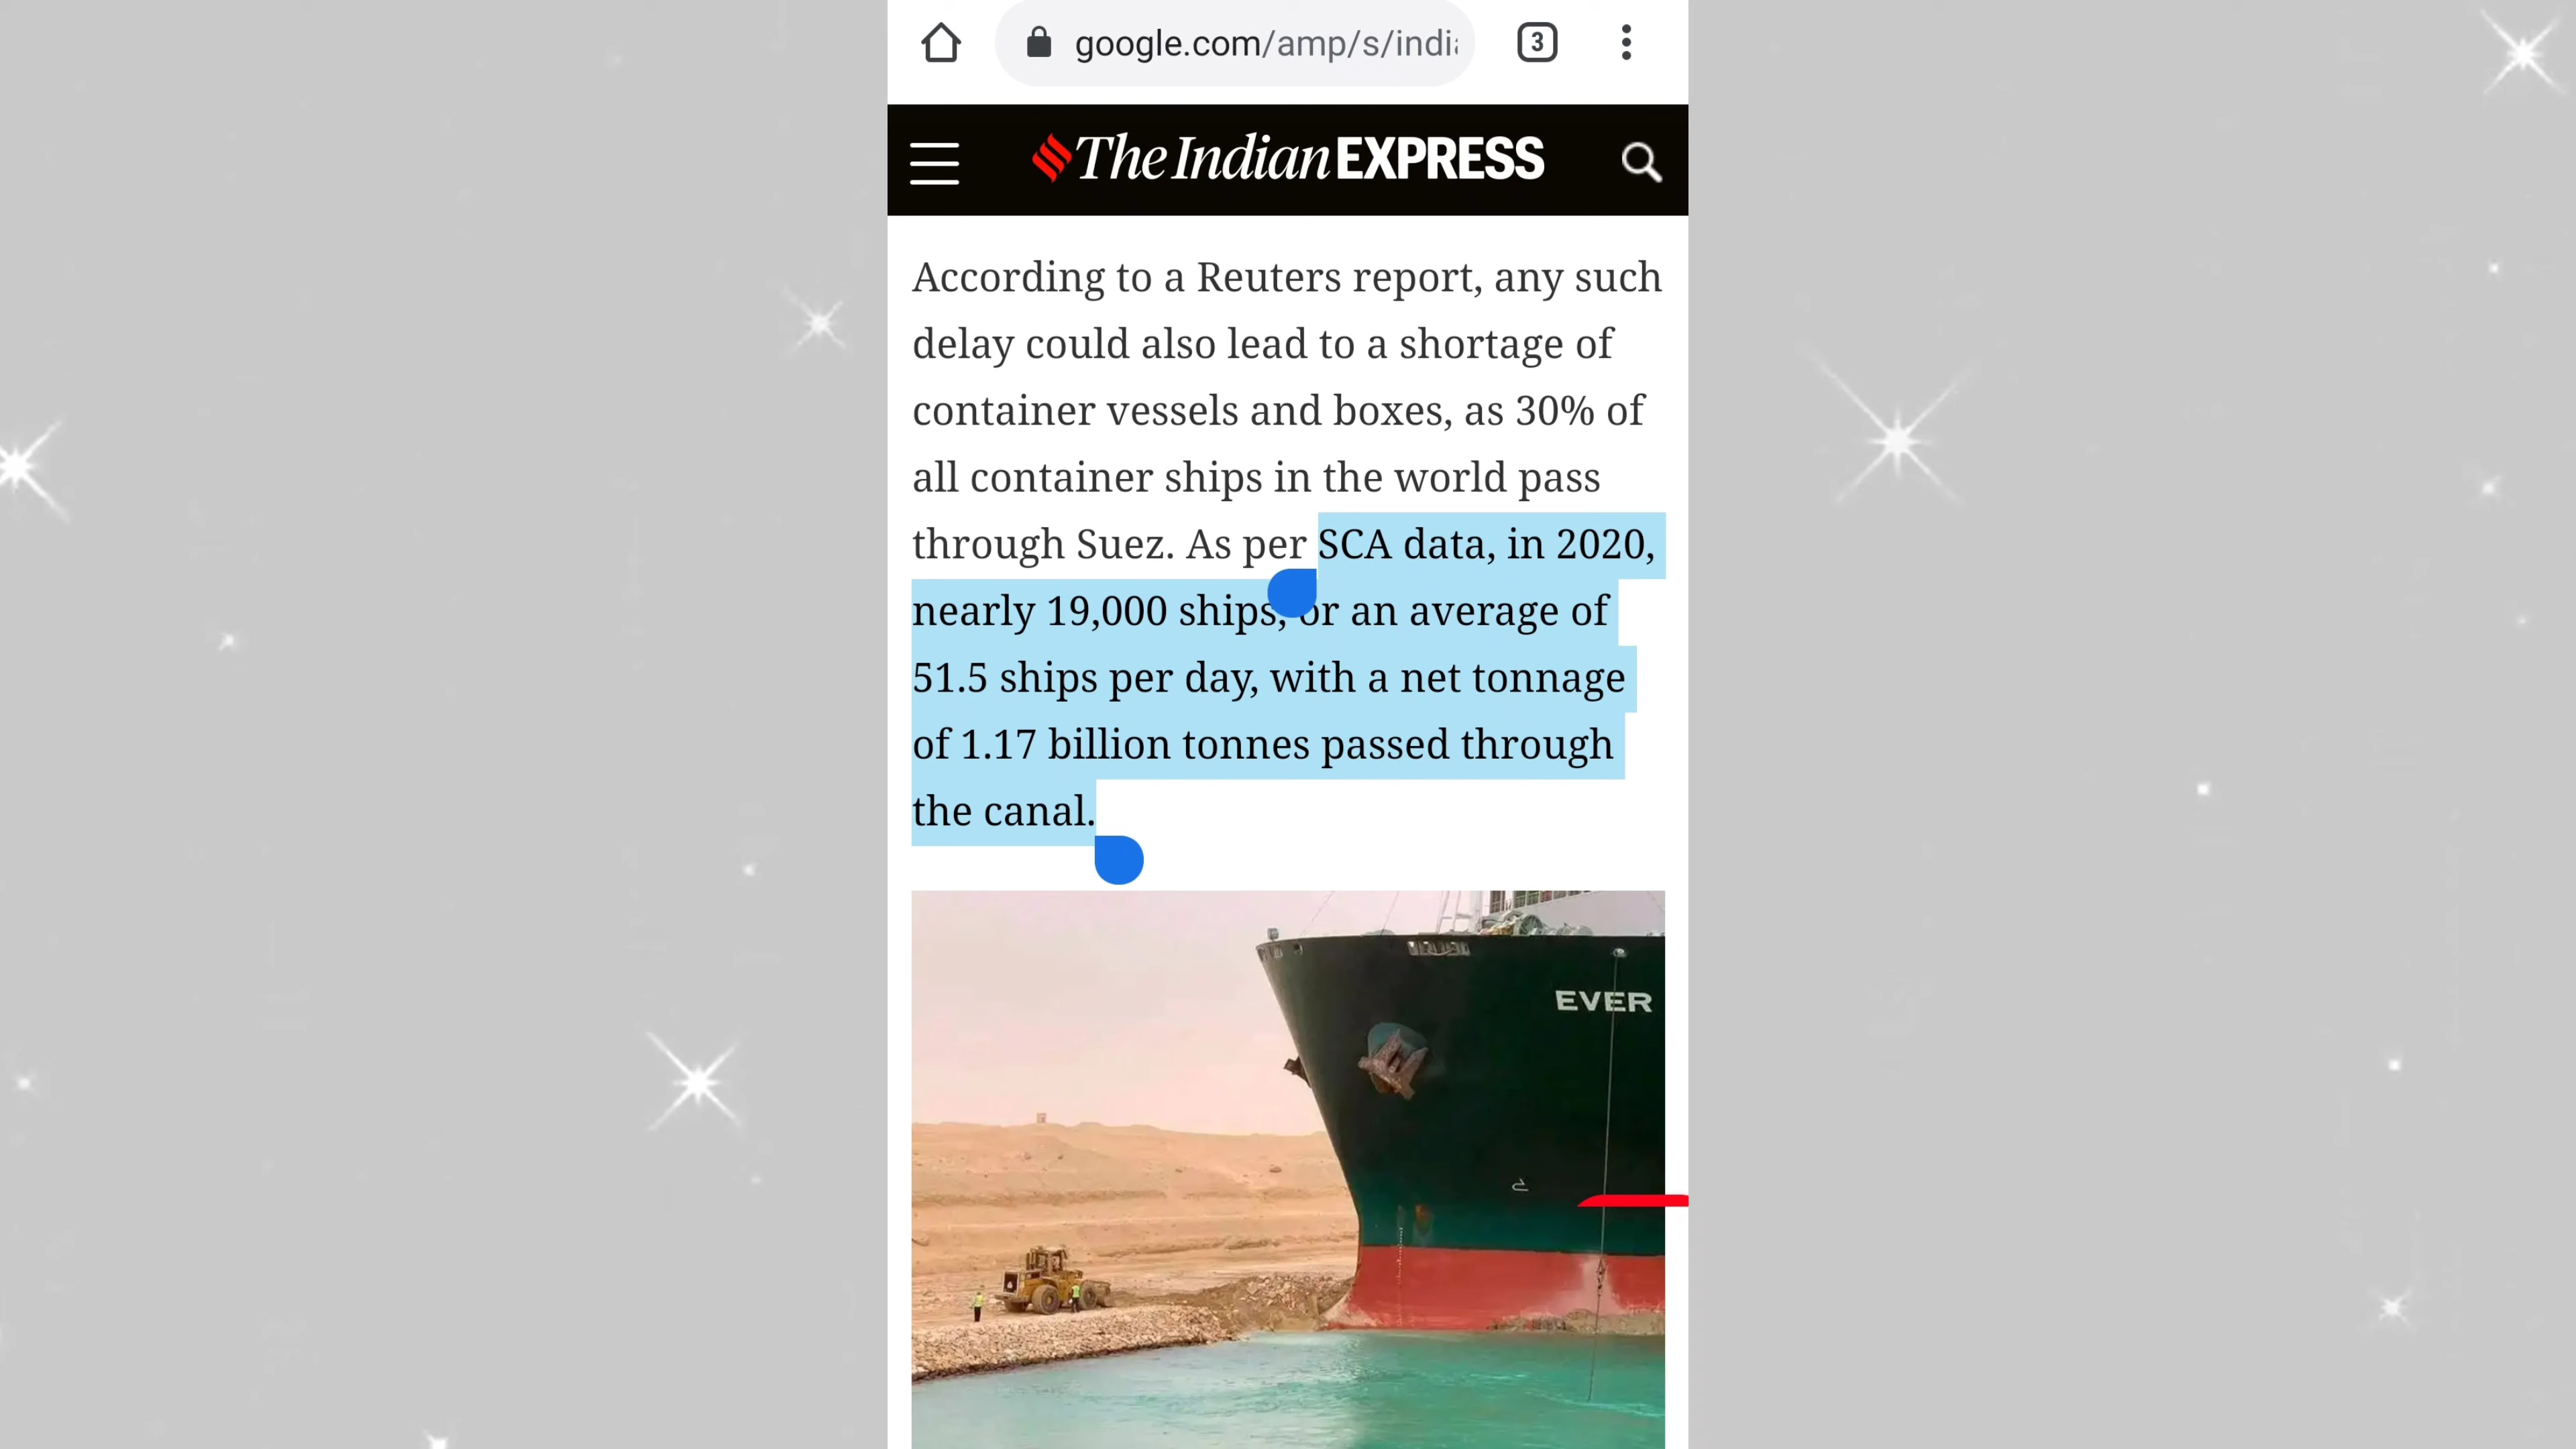 google.com/amp/s/indi
3
The Indian EXPRESS
According to a Reuters report, any such
delay could also lead to a shortage of
container vessels and boxes, as 30% of
all container ships in the world pass
through Suez. As per SCA data, in 2020,
nearly 19,000 ships, or an average of
51.5 ships per day, with a net tonnage
of 1.17 billion tonnes passed through
the canal.
EVER